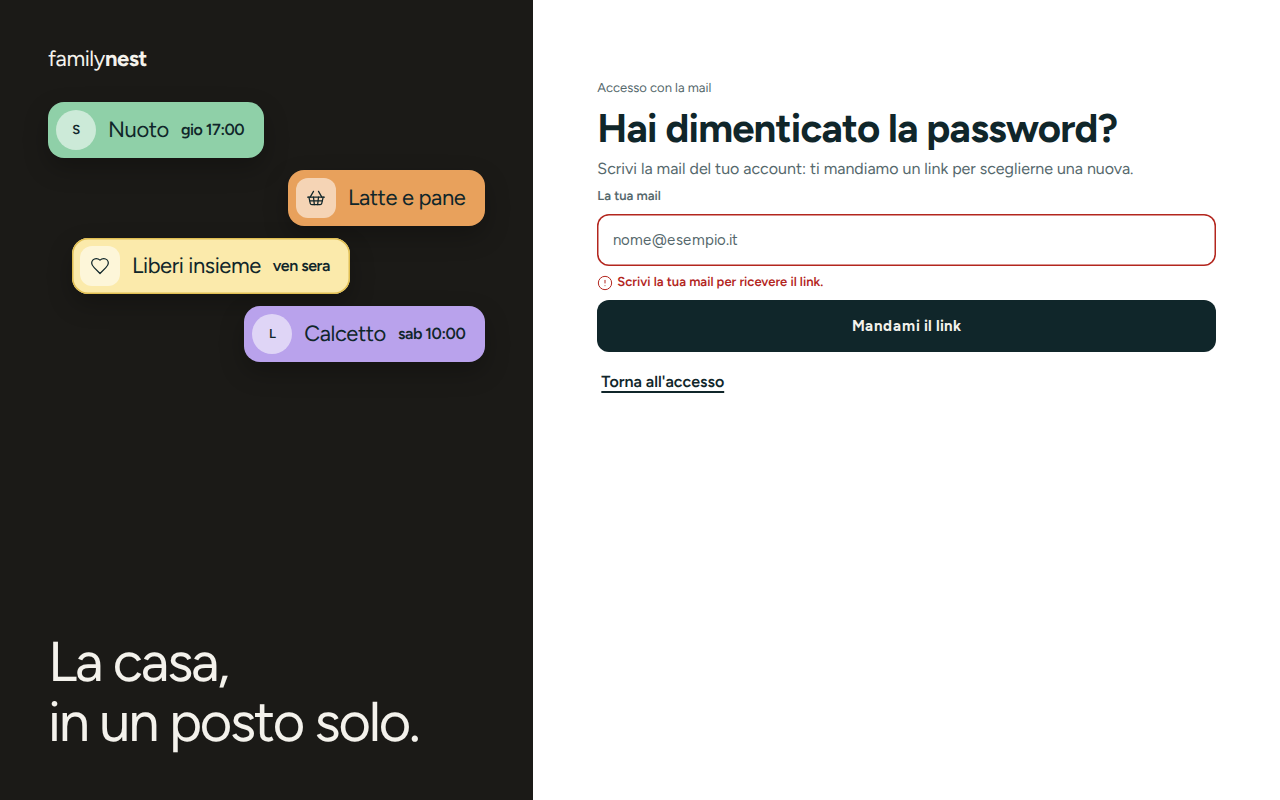 familynest
S Nuoto gio 17:00
Latte e pane
Liberi insieme ven sera
L Calcetto sab 10:00
La casa,
in un posto solo.
Accesso con la mail
Hai dimenticato la password?
Scrivi la mail del tuo account: ti mandiamo un link per sceglierne una nuova.
La tua mail
nome@esempio.it
Scrivi la tua mail per ricevere il link.
Mandami il link
Torna all'accesso